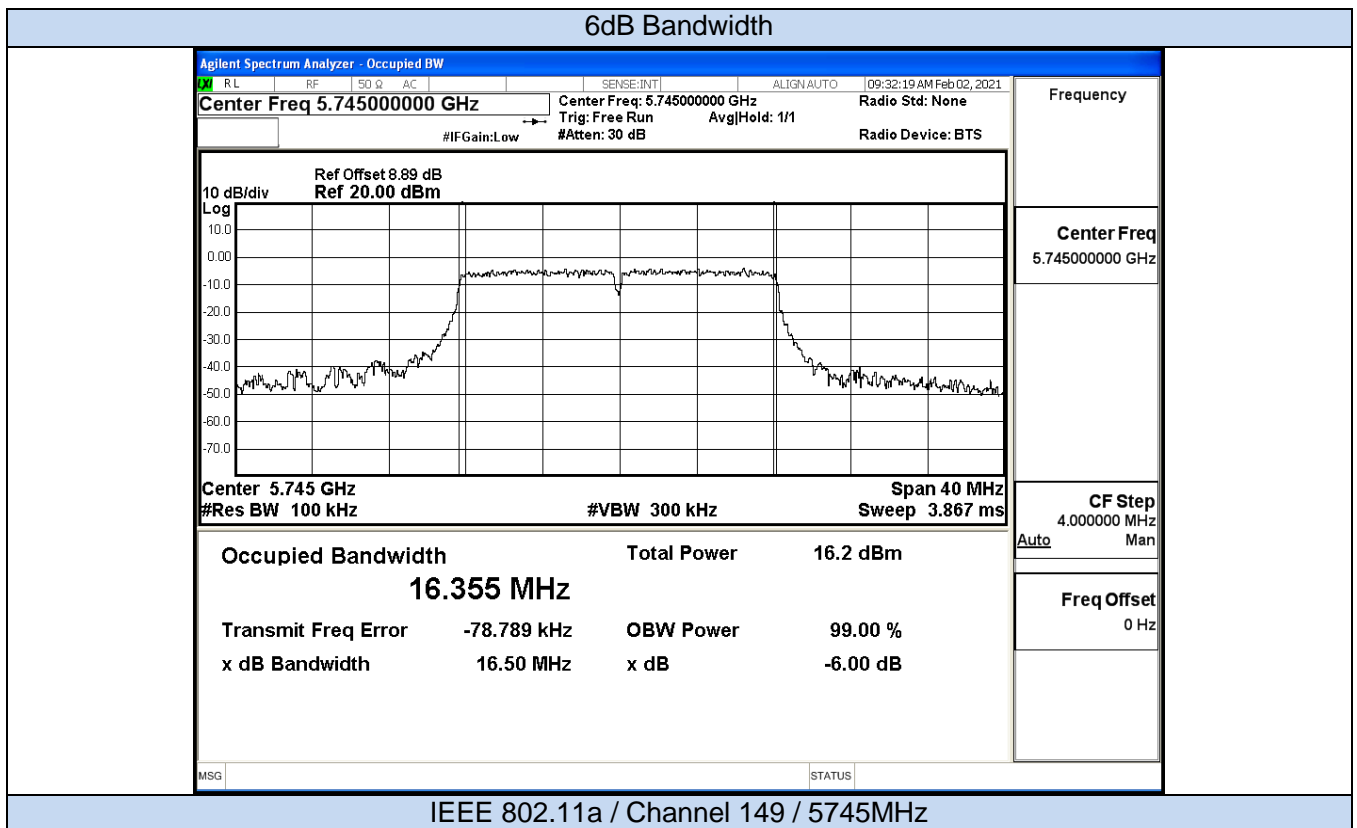 6dB Bandwidth
Agilent Spectrum Analyzer - Occupied BW
LXI RL RF 50 Ω AC SENSE:INT ALIGN AUTO 09:32:19 AM Feb 02, 2021
Center Freq 5.745000000 GHz
Center Freq: 5.745000000 GHz
Radio Std: None
Trig: Free Run Avg|Hold: 1/1
#IFGain:Low #Atten: 30 dB Radio Device: BTS
Ref Offset 8.89 dB
10 dB/div Ref 20.00 dBm
Log
10.0
0.00
-10.0
-20.0
-30.0
-40.0
-50.0
-60.0
-70.0
Center 5.745 GHz Span 40 MHz
#Res BW 100 kHz #VBW 300 kHz Sweep 3.867 ms
Occupied Bandwidth Total Power 16.2 dBm
16.355 MHz
Transmit Freq Error -78.789 kHz OBW Power 99.00 %
x dB Bandwidth 16.50 MHz x dB -6.00 dB
Frequency
Center Freq
5.745000000 GHz
CF Step
4.000000 MHz
Auto Man
Freq Offset
0 Hz
MSG STATUS
IEEE 802.11a / Channel 149 / 5745MHz